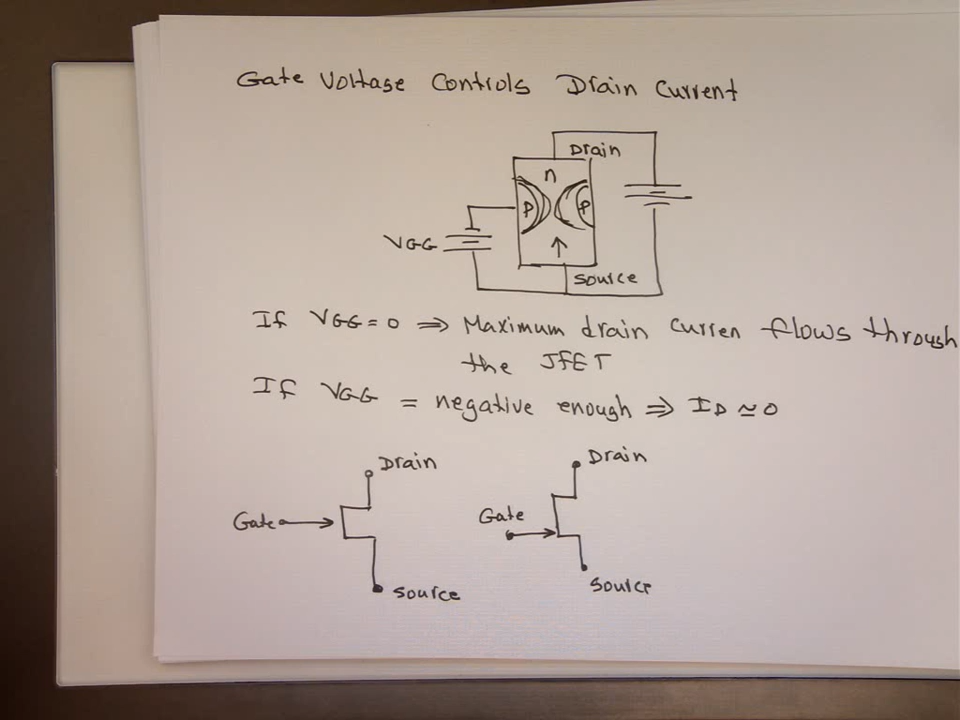 Gate Voltage Controls Drain Current
Drain
n
P P
VGG
↑
Source
If VGG = 0 ⇒ Maximum drain Curren flows through
the JFET
If VGG = negative enough ⇒ ID ≃ 0
Drain
Drain
Gate
Gate
Source
Source